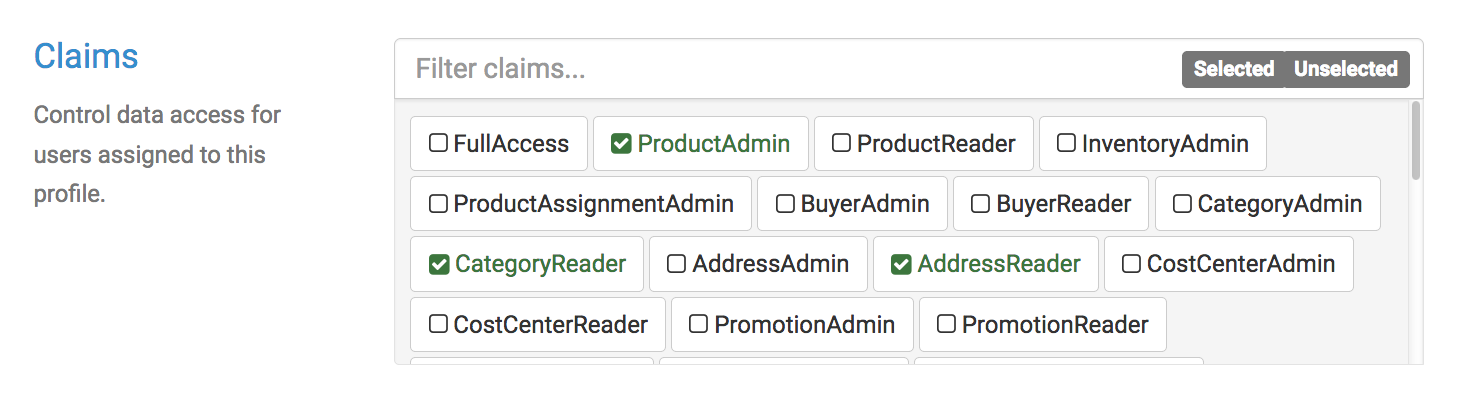 Claims
Control data access for
users assigned to this
profile.
Filter claims... Selected Unselected
FullAccess ProductAdmin ProductReader InventoryAdmin
ProductAssignmentAdmin BuyerAdmin BuyerReader CategoryAdmin
CategoryReader AddressAdmin AddressReader CostCenterAdmin
CostCenterReader PromotionAdmin PromotionReader